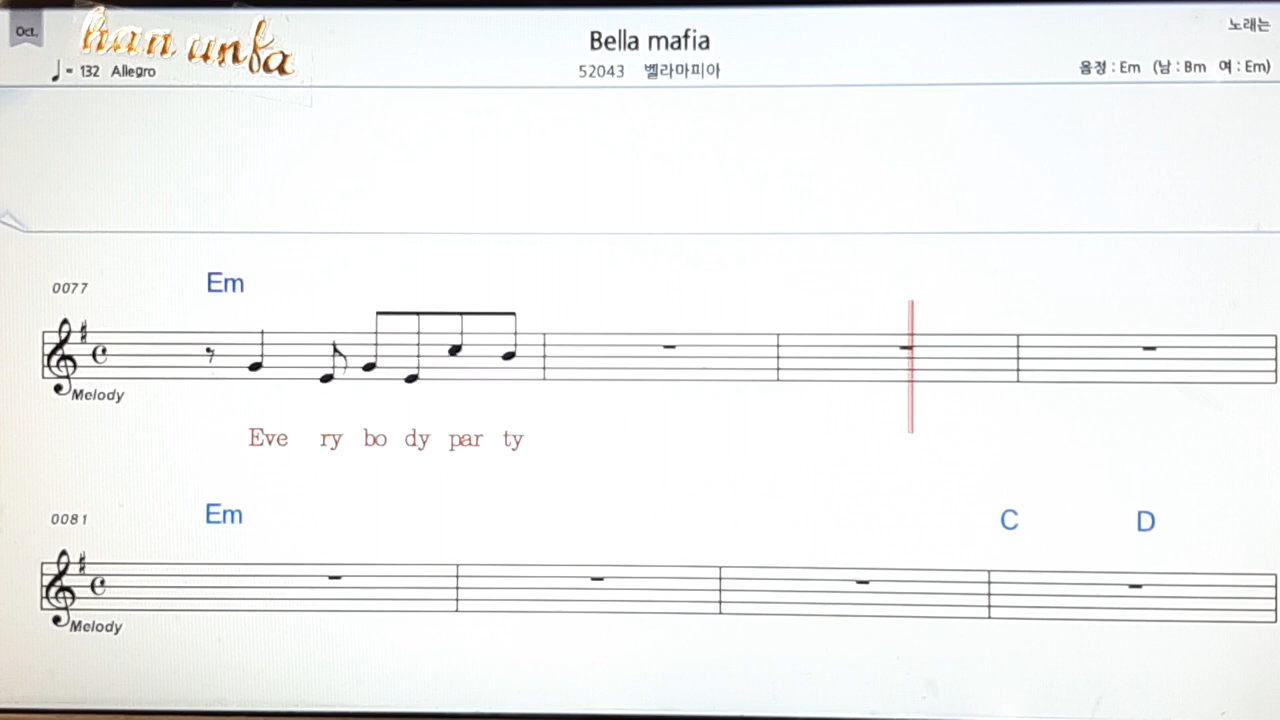 Oct.
han unfa
Bella mafia
노래는
♩ = 132 Allegro
52043 벨라마피아
음정 : Em (남 : Bm 여 : Em)
0077
Em
Melody
Eve ry bo dy par ty
0081
Em C D
Melody